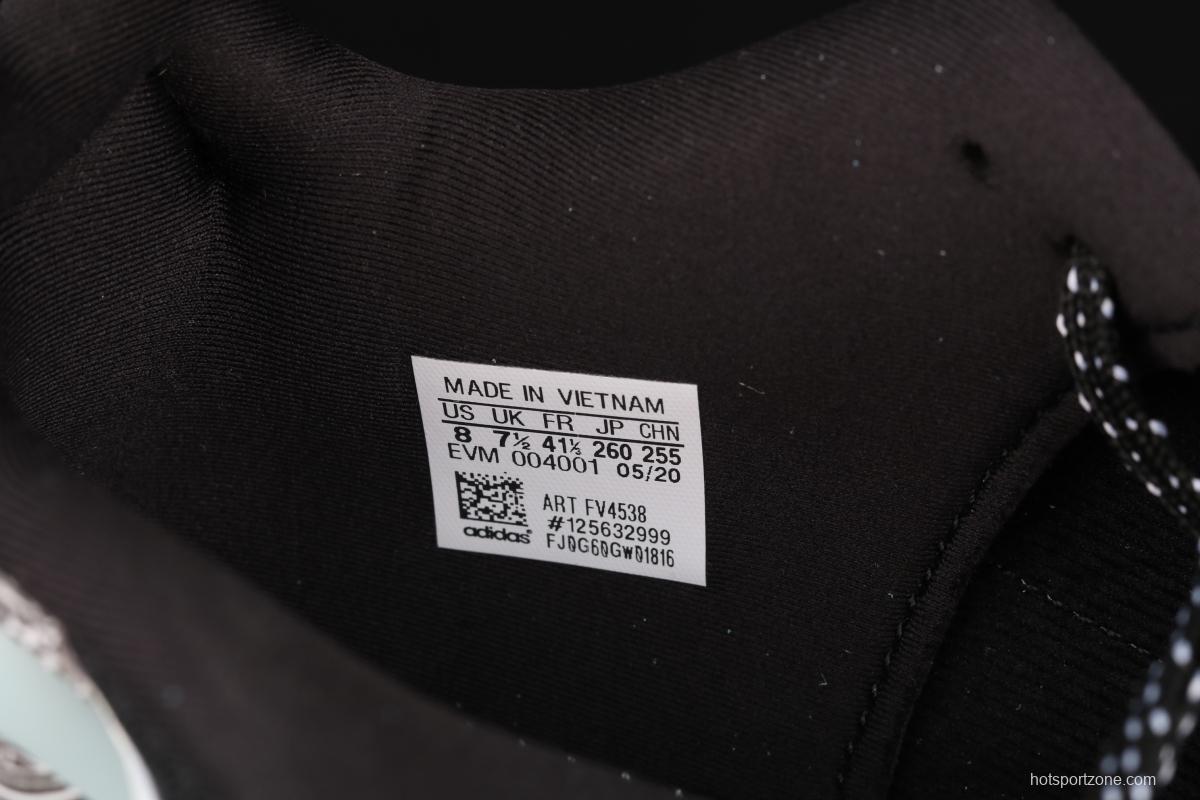 MADE IN VIETNAM
US UK FR JP CHN
8 7½ 41⅓ 260 255
EVM 004001 05/20
ART FV4538
#125632999
adidas
FJ0G60GW01816
hotsportzone.com